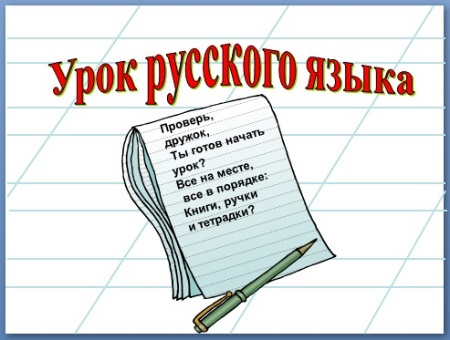 Урок русского языка
Проверь,
дружок,
Ты готов начать
урок?
Все на месте,
все в порядке:
Книги, ручки
и тетрадки?